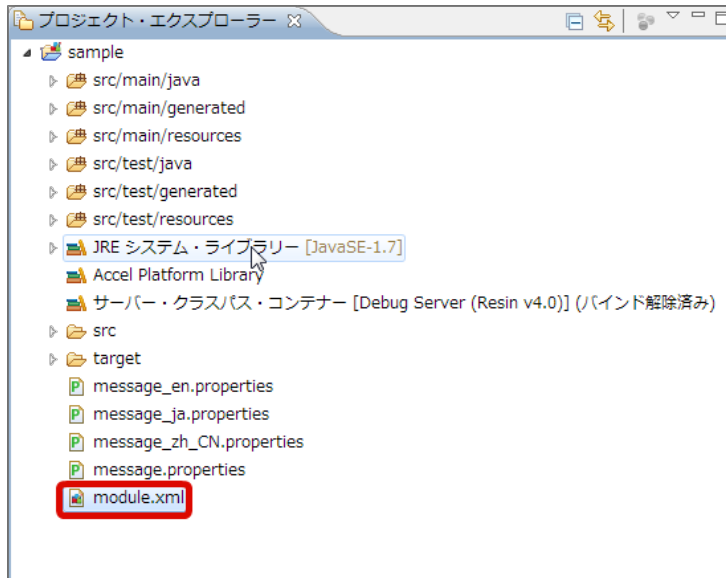 プロジェクト・エクスプローラー
sample
src/main/java
src/main/generated
src/main/resources
src/test/java
src/test/generated
src/test/resources
JRE システム・ライブラリー [JavaSE-1.7]
Accel Platform Library
サーバー・クラスパス・コンテナー [Debug Server (Resin v4.0)] (バインド解除済み)
src
target
message_en.properties
message_ja.properties
message_zh_CN.properties
message.properties
module.xml